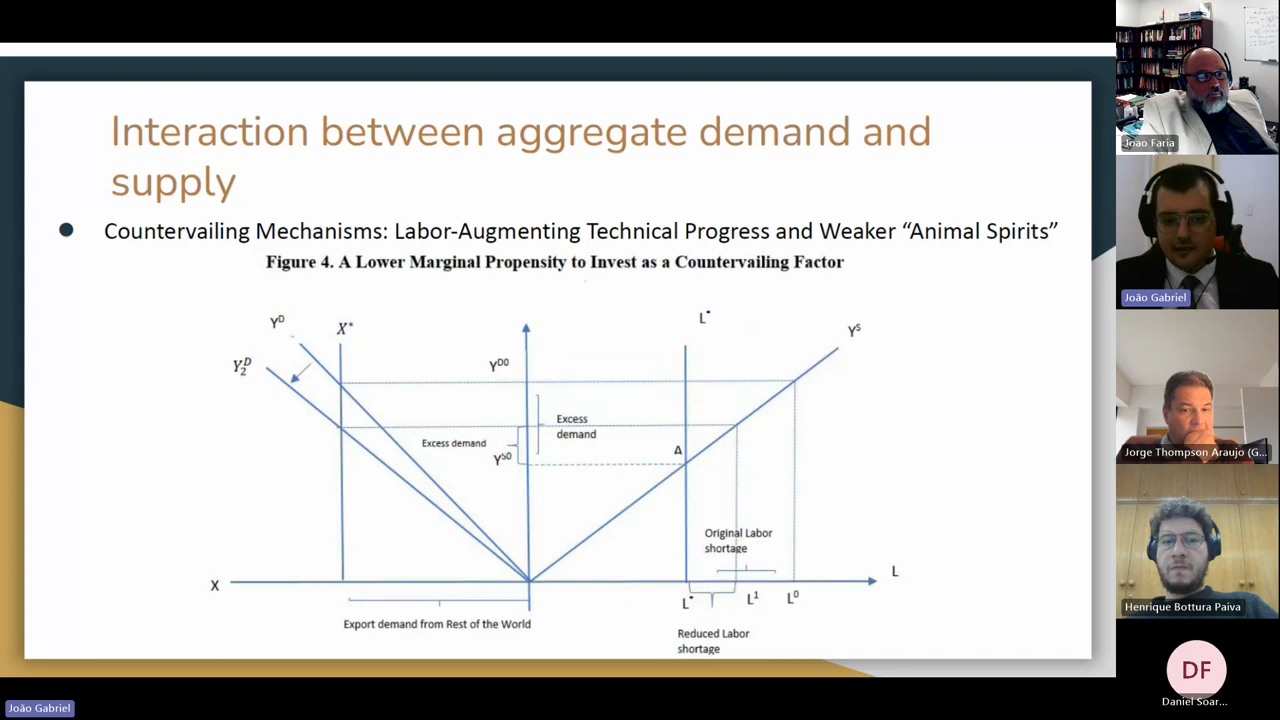 Interaction between aggregate demand and
supply
● Countervailing Mechanisms: Labor-Augmenting Technical Progress and Weaker “Animal Spirits”
Figure 4. A Lower Marginal Propensity to Invest as a Countervailing Factor
Y^D
X*
L*
Y^S
Y_2^D
Y^D0
Excess
demand
Excess demand
Y^S0
A
Original Labor
shortage
X
L
L*
L^1
L^0
Export demand from Rest of the World
Reduced Labor
shortage
Joao Faria
João Gabriel
Jorge Thompson Araujo (G...
Henrique Bottura Paiva
DF
Daniel Soar...
João Gabriel